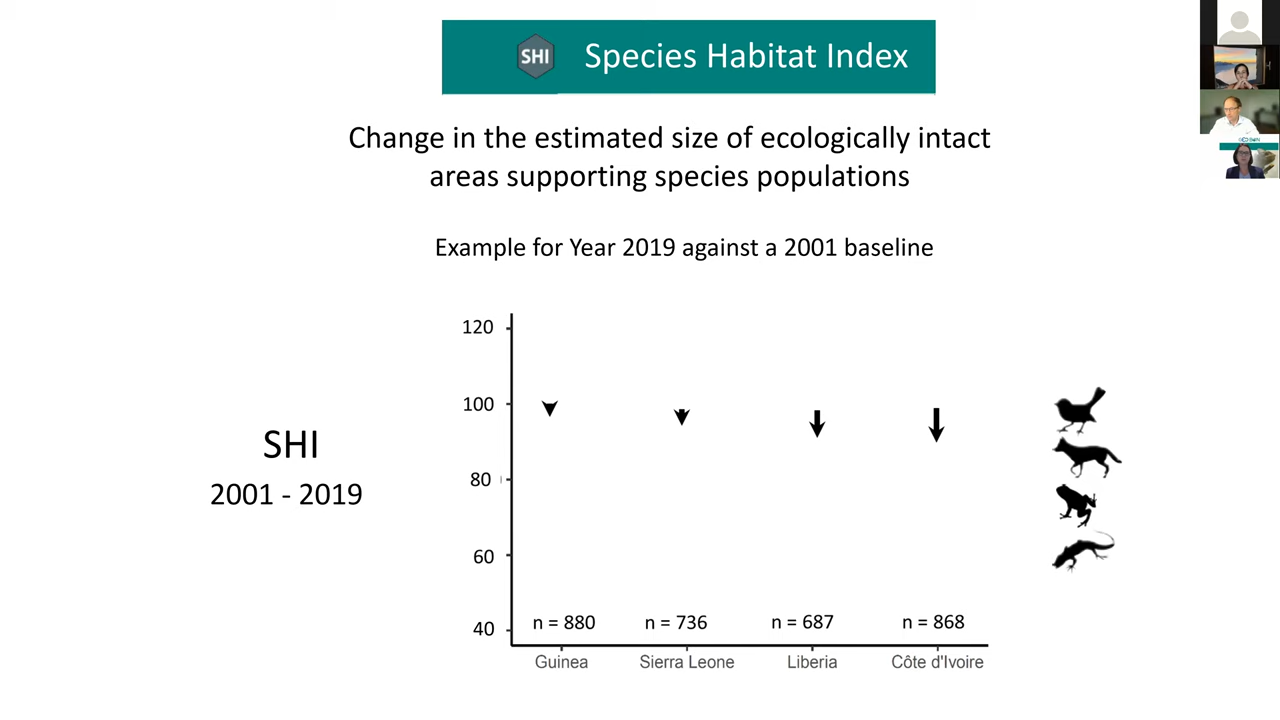 SHI Species Habitat Index
Change in the estimated size of ecologically intact
areas supporting species populations
Example for Year 2019 against a 2001 baseline
SHI
2001 - 2019
120
100
80
60
40
n = 880 n = 736 n = 687 n = 868
Guinea Sierra Leone Liberia Côte d'Ivoire